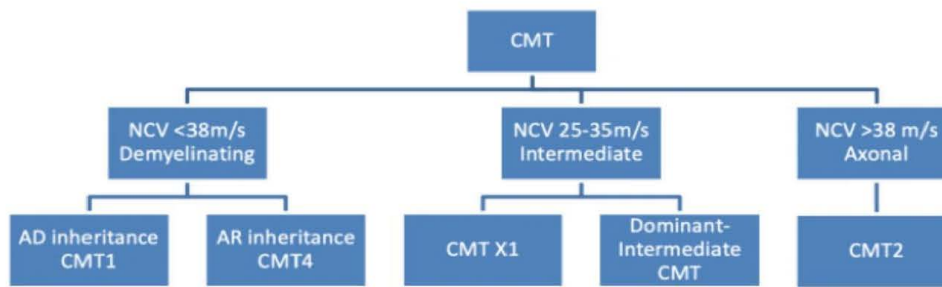 CMT
NCV <38m/s
Demyelinating
NCV 25-35m/s
Intermediate
NCV >38 m/s
Axonal
AD inheritance
CMT1
AR inheritance
CMT4
CMT X1
Dominant-
Intermediate
CMT
CMT2